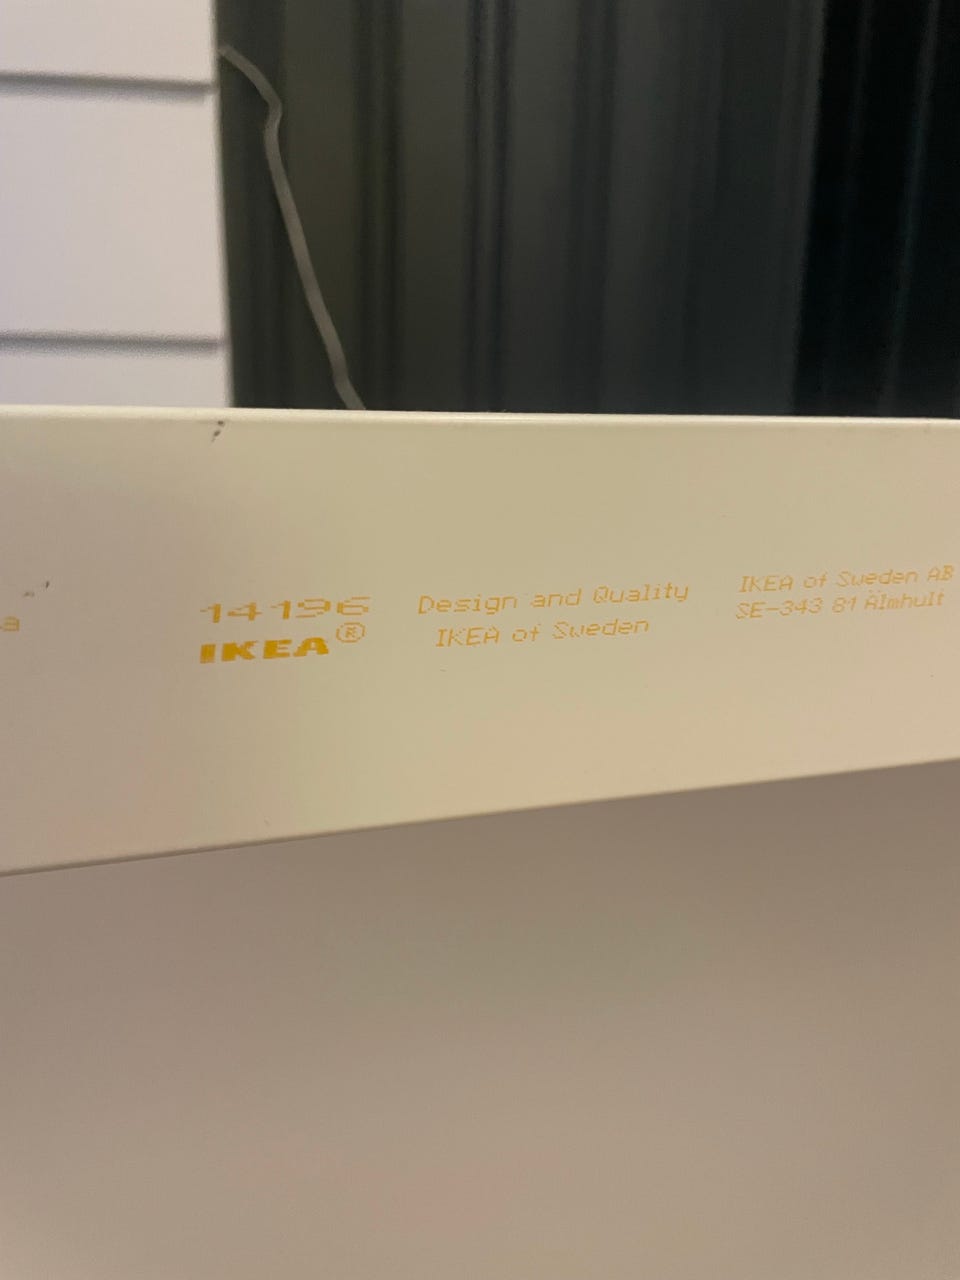 14196
IKEA®
Design and Quality
IKEA of Sweden
IKEA of Sweden AB
SE-343 81 Älmhult